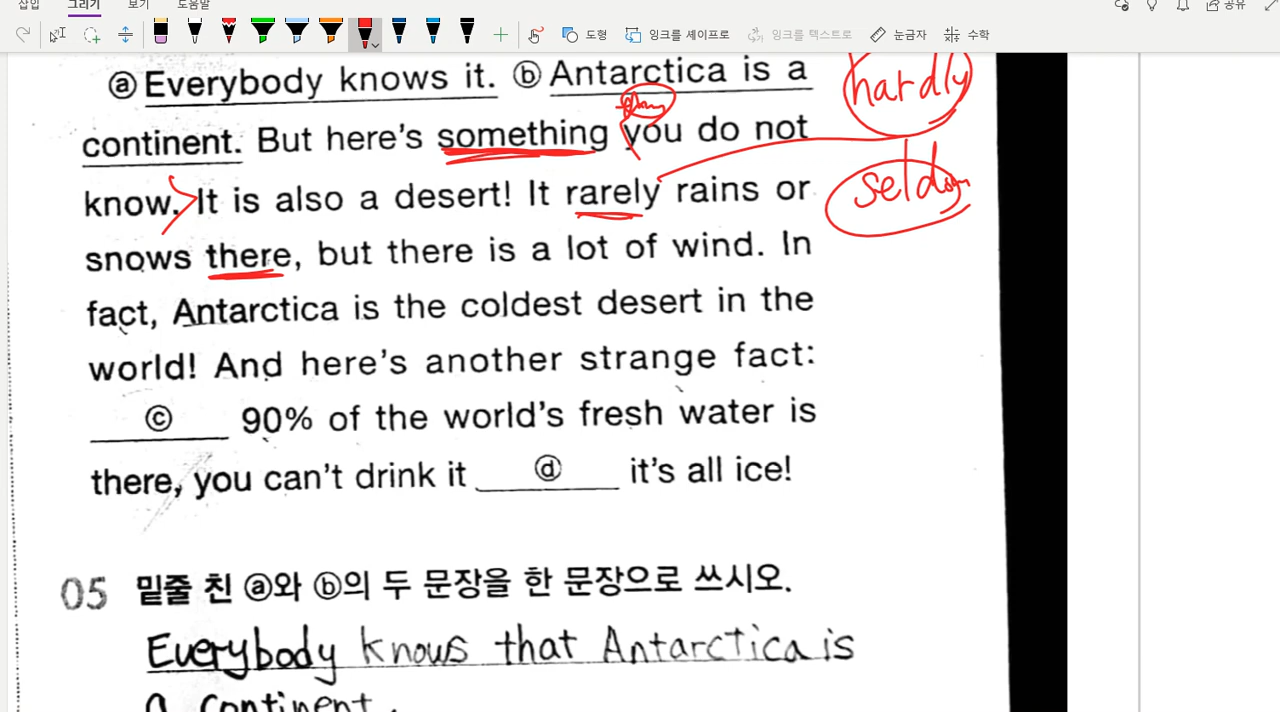 삽입 그리기 보기 도움말 공유
도형 잉크를 셰이프로 잉크를 텍스트로 눈금자 수학
ⓐ Everybody knows it. ⓑ Antarctica is a hardly
continent. But here's something you do not
know. It is also a desert! It rarely rains or seldom
snows there, but there is a lot of wind. In
fact, Antarctica is the coldest desert in the
world! And here's another strange fact:
ⓒ 90% of the world's fresh water is
there, you can't drink it ⓓ it's all ice!
05 밑줄 친 ⓐ와 ⓑ의 두 문장을 한 문장으로 쓰시오.
Everybody knows that Antarctica is
a continent.